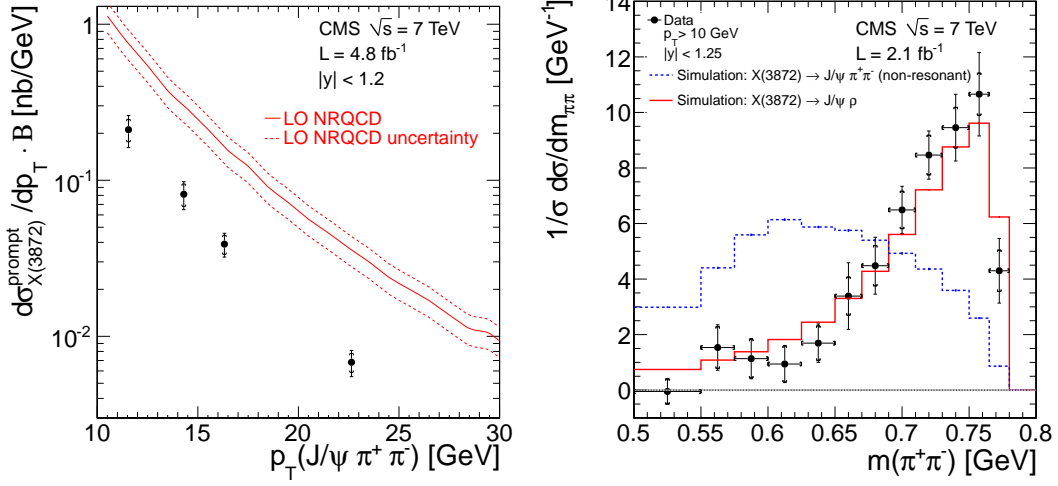 CMS √s = 7 TeV
L = 4.8 fb⁻¹
|y| < 1.2
LO NRQCD
LO NRQCD uncertainty
dσ^prompt_X(3872)/dp_T · B [nb/GeV]
1
10⁻¹
10⁻²
10 15 20 25 30
p_T(J/ψ π⁺ π⁻) [GeV]
Data
p_T > 10 GeV
|y| < 1.25
CMS √s = 7 TeV
L = 2.1 fb⁻¹
Simulation: X(3872) → J/ψ π⁺π⁻ (non-resonant)
Simulation: X(3872) → J/ψ ρ
1/σ dσ/dm_ππ [GeV⁻¹]
14
12
10
8
6
4
2
0
0.5 0.55 0.6 0.65 0.7 0.75 0.8
m(π⁺π⁻) [GeV]